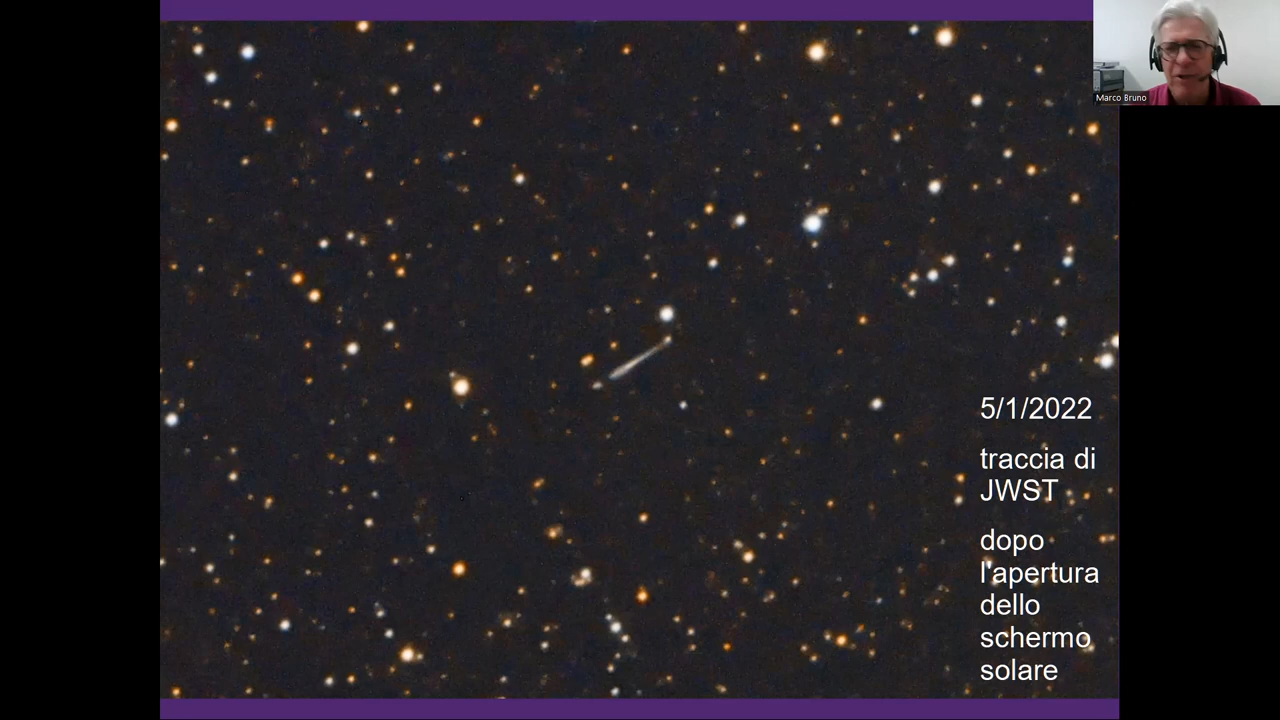 Marco Bruno
5/1/2022
traccia di
JWST
dopo
l'apertura
dello
schermo
solare